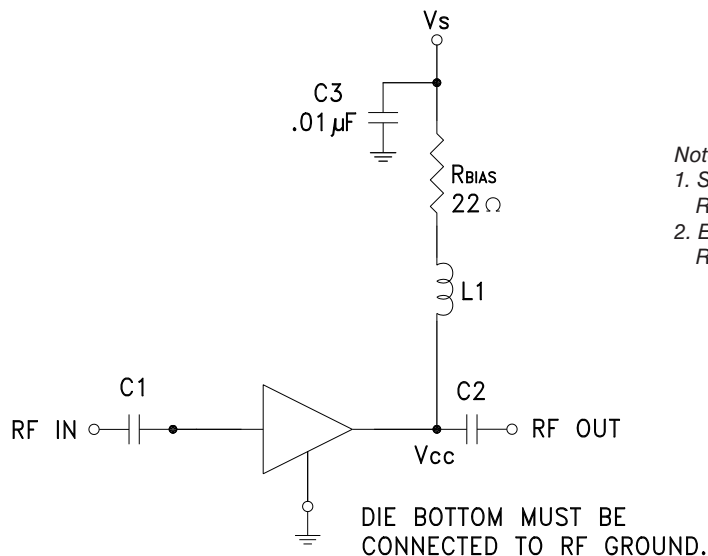 Vs
C3
.01 µF
RBIAS
22 Ω
L1
C1
C2
RF IN
RF OUT
Vcc
DIE BOTTOM MUST BE
CONNECTED TO RF GROUND.
1.
2.